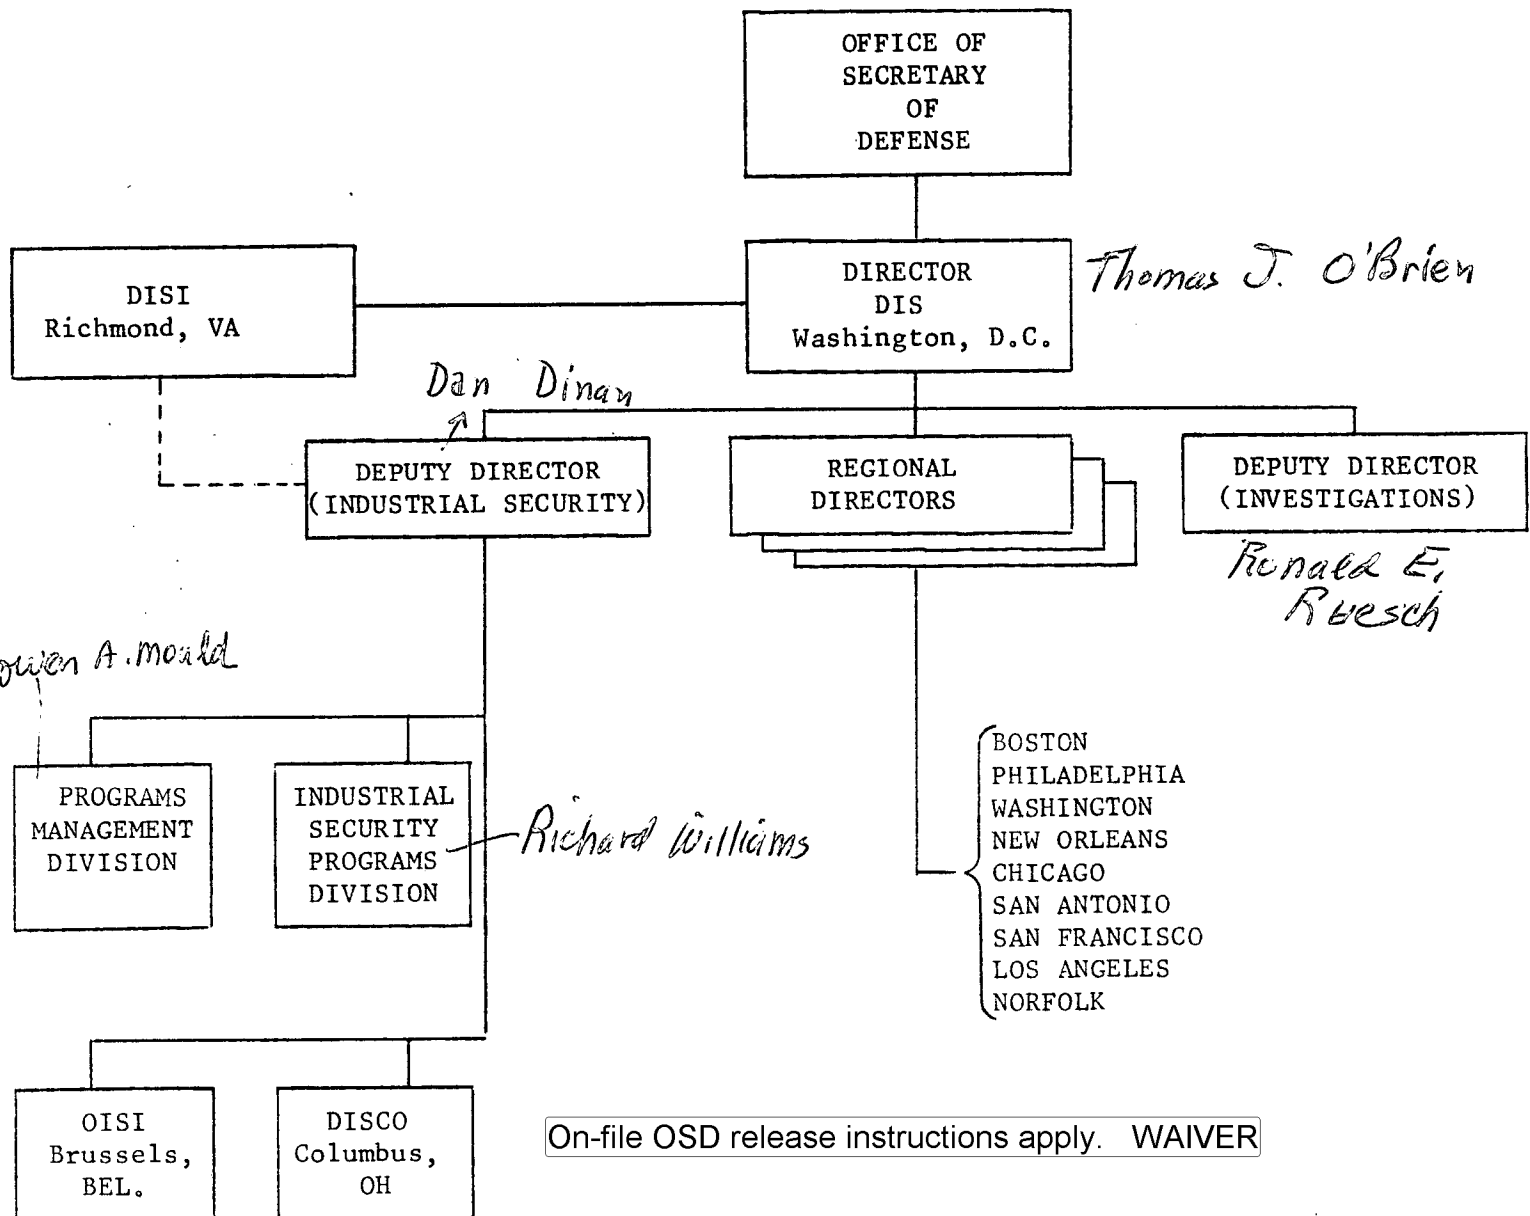 OFFICE OF
SECRETARY
OF
DEFENSE
DISI
Richmond, VA
DIRECTOR
DIS
Washington, D.C.
Thomas J. O'Brien
Dan Dinan
DEPUTY DIRECTOR
(INDUSTRIAL SECURITY)
REGIONAL
DIRECTORS
DEPUTY DIRECTOR
(INVESTIGATIONS)
Ronald E.
Ruesch
A. Mould
PROGRAMS
MANAGEMENT
DIVISION
INDUSTRIAL
SECURITY
PROGRAMS
DIVISION
Richard Williams
BOSTON
PHILADELPHIA
WASHINGTON
NEW ORLEANS
CHICAGO
SAN ANTONIO
SAN FRANCISCO
LOS ANGELES
NORFOLK
OISI
Brussels,
BEL.
DISCO
Columbus,
OH
On-file OSD release instructions apply. WAIVER